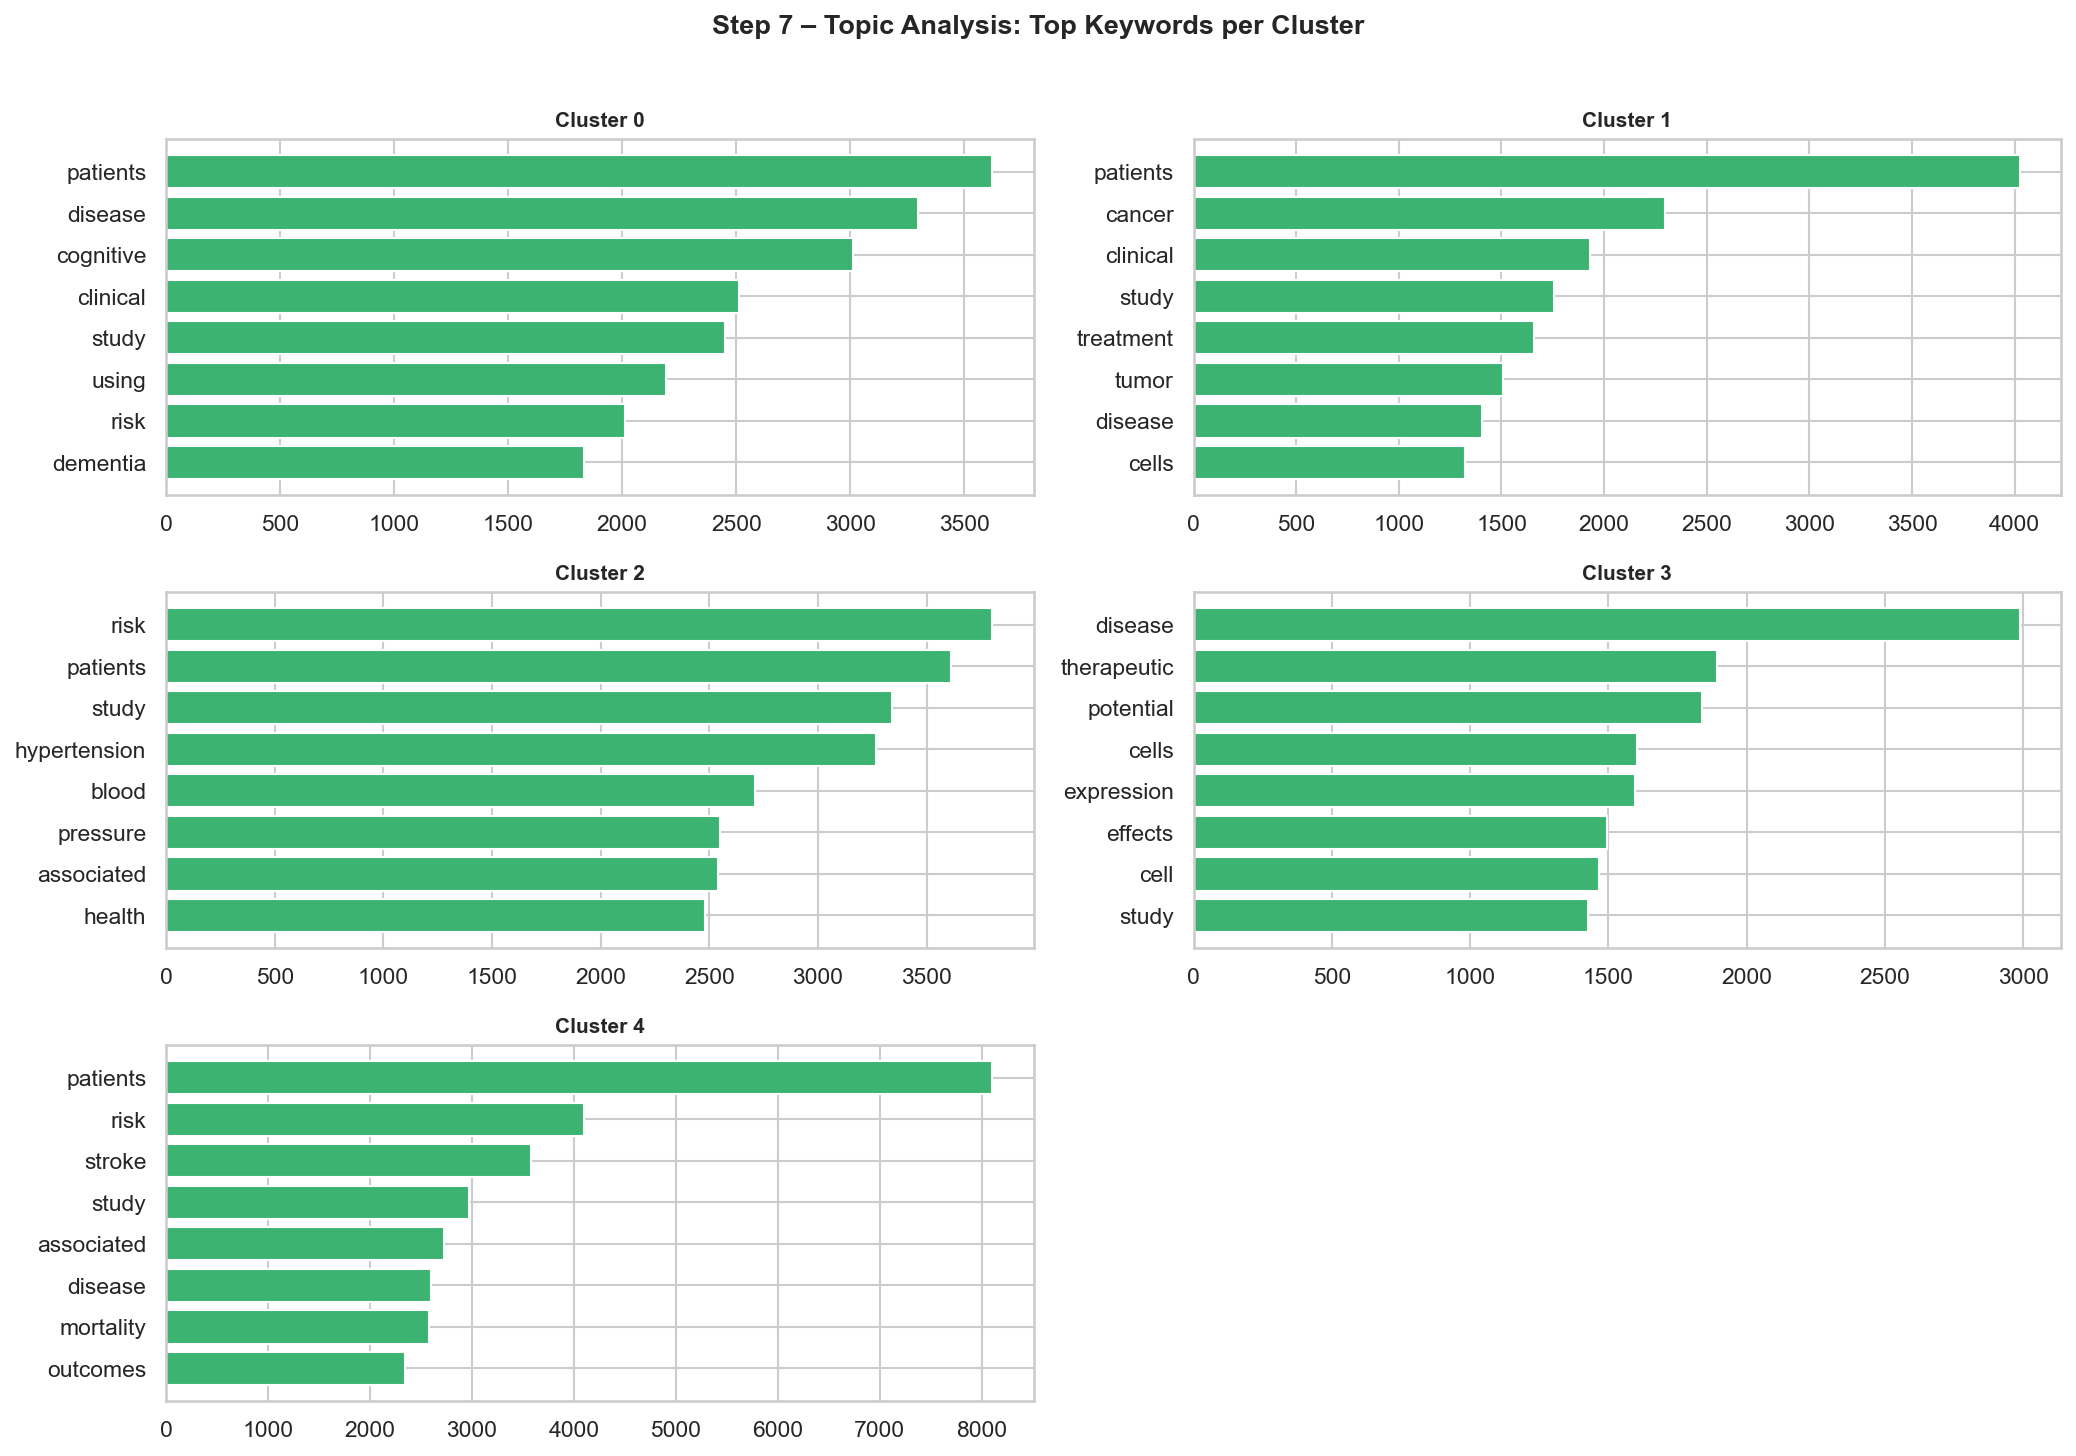 Step 7 – Topic Analysis: Top Keywords per Cluster
Cluster 0
patients
disease
cognitive
clinical
study
using
risk
dementia
0 500 1000 1500 2000 2500 3000 3500
Cluster 1
patients
cancer
clinical
study
treatment
tumor
disease
cells
0 500 1000 1500 2000 2500 3000 3500 4000
Cluster 2
risk
patients
study
hypertension
blood
pressure
associated
health
0 500 1000 1500 2000 2500 3000 3500
Cluster 3
disease
therapeutic
potential
cells
expression
effects
cell
study
0 500 1000 1500 2000 2500 3000
Cluster 4
patients
risk
stroke
study
associated
disease
mortality
outcomes
0 1000 2000 3000 4000 5000 6000 7000 8000